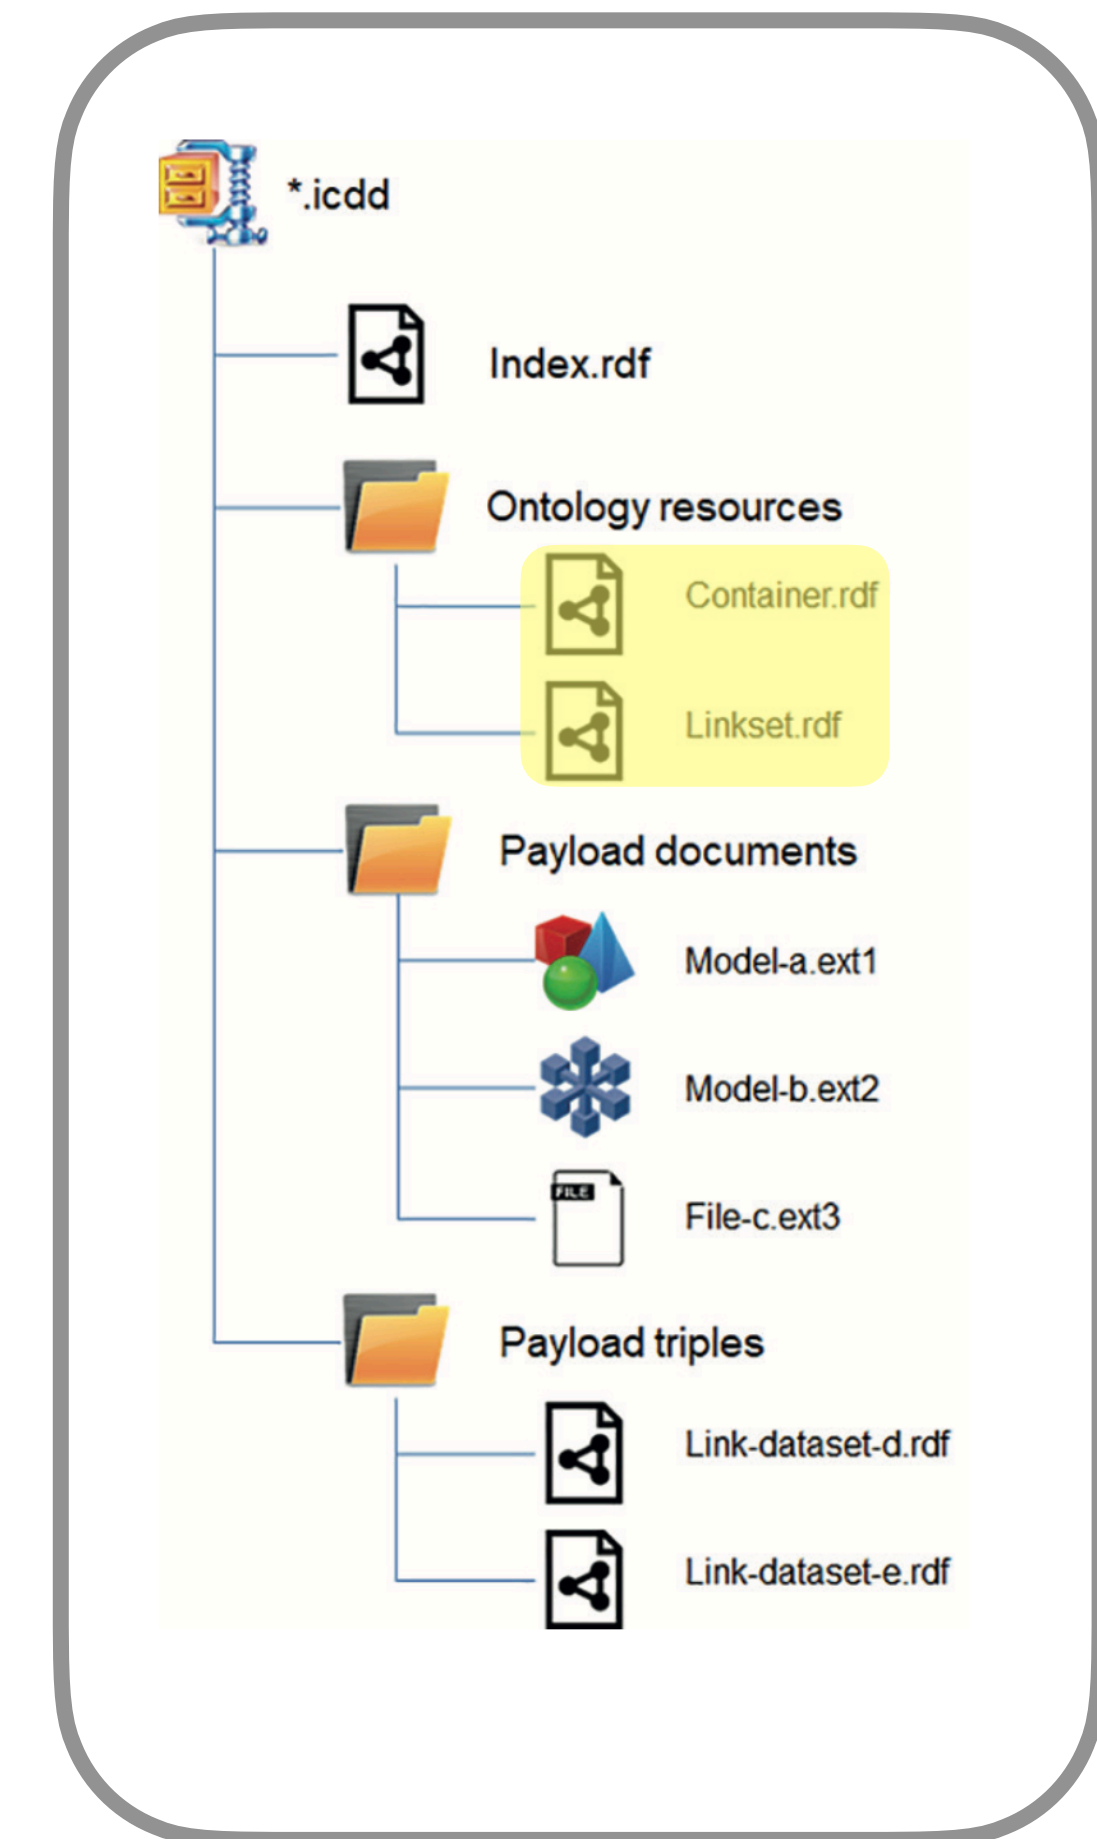 *.icdd
Index.rdf
Ontology resources
Container.rdf
Linkset.rdf
Payload documents
Model-a.ext1
Model-b.ext2
FILE
File-c.ext3
Payload triples
Link-dataset-d.rdf
Link-dataset-e.rdf